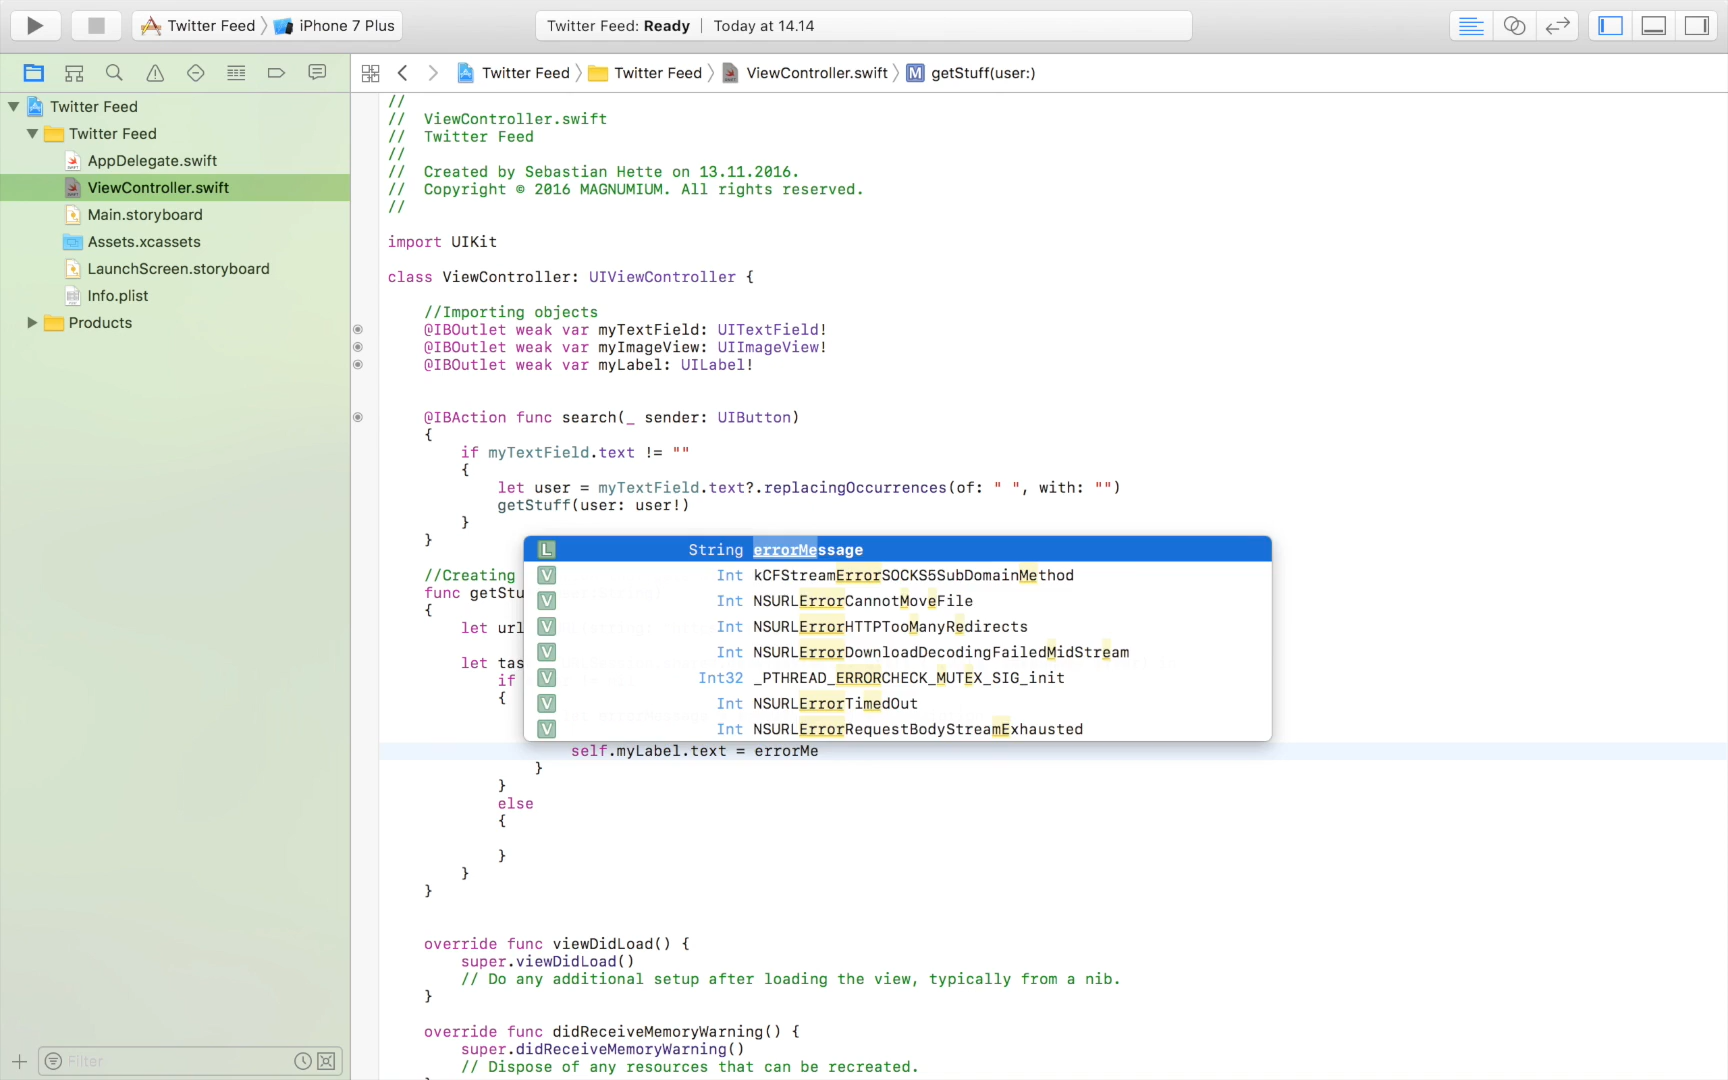 Twitter Feed 〉 iPhone 7 Plus
Twitter Feed: Ready | Today at 14.14
Twitter Feed 〉 Twitter Feed 〉 ViewController.swift 〉 M getStuff(user:)
Twitter Feed
Twitter Feed
AppDelegate.swift
ViewController.swift
Main.storyboard
Assets.xcassets
LaunchScreen.storyboard
Info.plist
Products
Filter
//
// ViewController.swift
// Twitter Feed
//
// Created by Sebastian Hette on 13.11.2016.
// Copyright © 2016 MAGNUMIUM. All rights reserved.
//
import UIKit
class ViewController: UIViewController {
//Importing objects
@IBOutlet weak var myTextField: UITextField!
@IBOutlet weak var myImageView: UIImageView!
@IBOutlet weak var myLabel: UILabel!
@IBAction func search(_ sender: UIButton)
{
if myTextField.text != ""
{
let user = myTextField.text?.replacingOccurrences(of: " ", with: "")
getStuff(user: user!)
}
}
//Creating
func getStu
{
let url
let tas
if
{
L String errorMessage
V Int kCFStreamErrorSOCKS5SubDomainMethod
V Int NSURLErrorCannotMoveFile
V Int NSURLErrorHTTPTooManyRedirects
V Int NSURLErrorDownloadDecodingFailedMidStream
V Int32 _PTHREAD_ERRORCHECK_MUTEX_SIG_init
V Int NSURLErrorTimedOut
V Int NSURLErrorRequestBodyStreamExhausted
self.myLabel.text = errorMe
}
}
else
{
}
}
}
override func viewDidLoad() {
super.viewDidLoad()
// Do any additional setup after loading the view, typically from a nib.
}
override func didReceiveMemoryWarning() {
super.didReceiveMemoryWarning()
// Dispose of any resources that can be recreated.